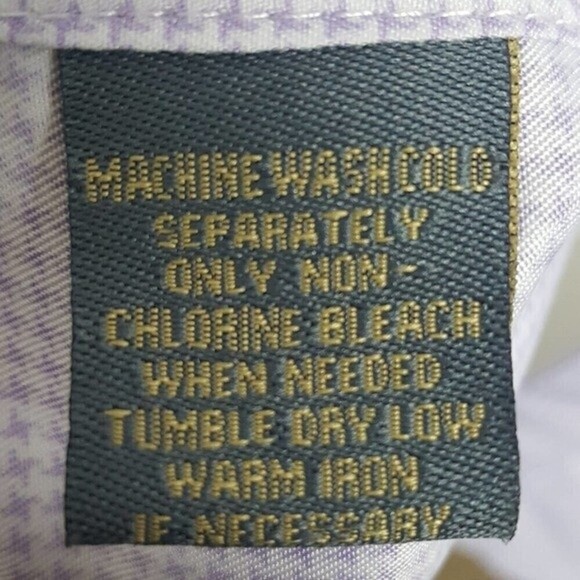 MACHINE WASH COLD
SEPARATELY
ONLY NON-
CHLORINE BLEACH
WHEN NEEDED
TUMBLE DRY LOW
WARM IRON
IF NECESSARY